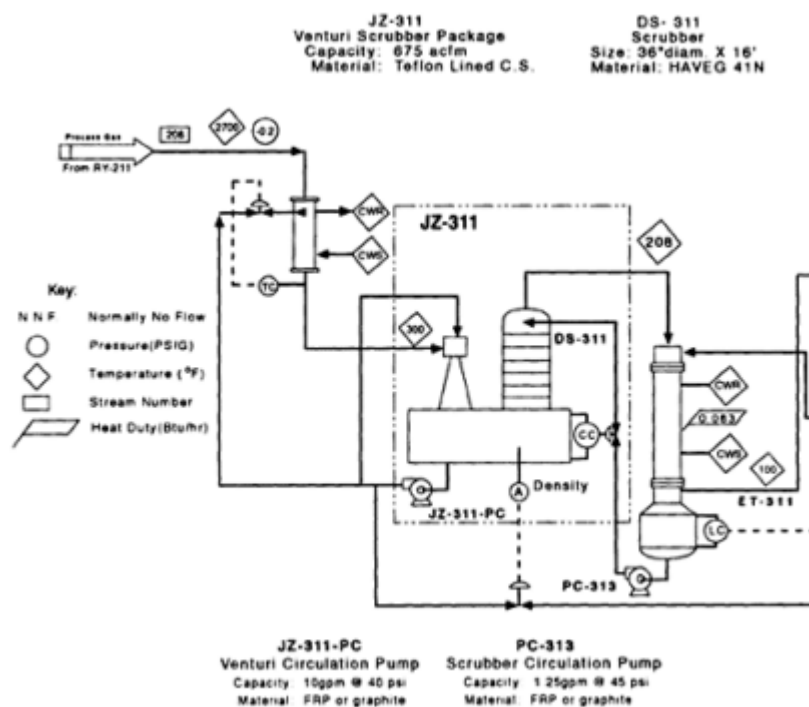 JZ-311
Venturi Scrubber Package
Capacity: 675 acfm
Material: Teflon Lined C.S.
DS- 311
Scrubber
Size: 36"diam. X 16'
Material: HAVEG 41N
Process Gas
From RY-211
206
2700
-0.2
CWR
CWS
TC
JZ-311
208
Key:
N N F. Normally No Flow
Pressure(PSIG)
Temperature (°F)
Stream Number
Heat Duty(Btu/hr)
300
DS-311
CWR
0.063
CWS
100
ET-311
CC
A Density
JZ-311-PC
LC
PC-313
JZ-311-PC
Venturi Circulation Pump
Capacity: 10gpm @ 40 psi
Material: FRP or graphite
PC-313
Scrubber Circulation Pump
Capacity: 1.25gpm @ 45 psi
Material: FRP or graphite